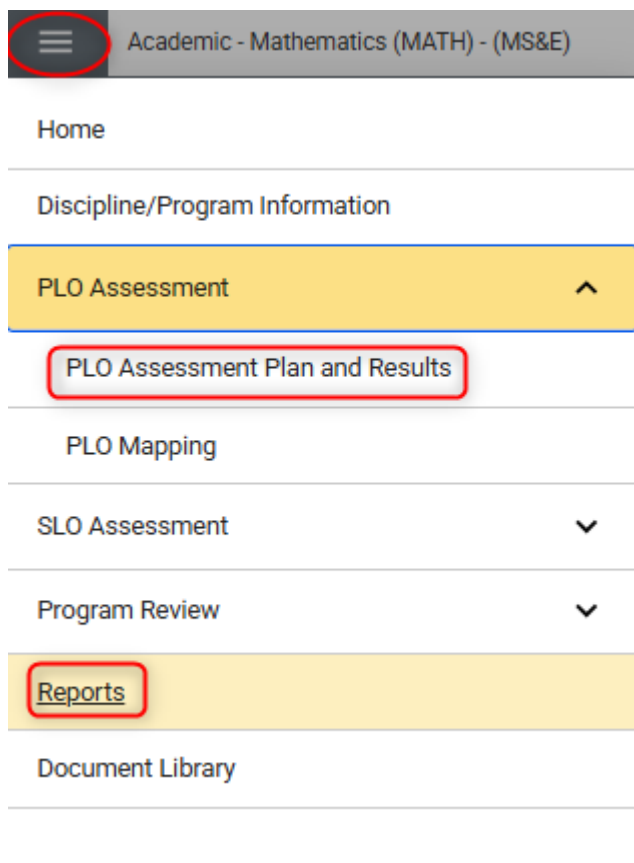 Academic - Mathematics (MATH) - (MS&E)
Home
Discipline/Program Information
PLO Assessment
PLO Assessment Plan and Results
PLO Mapping
SLO Assessment
Program Review
Reports
Document Library